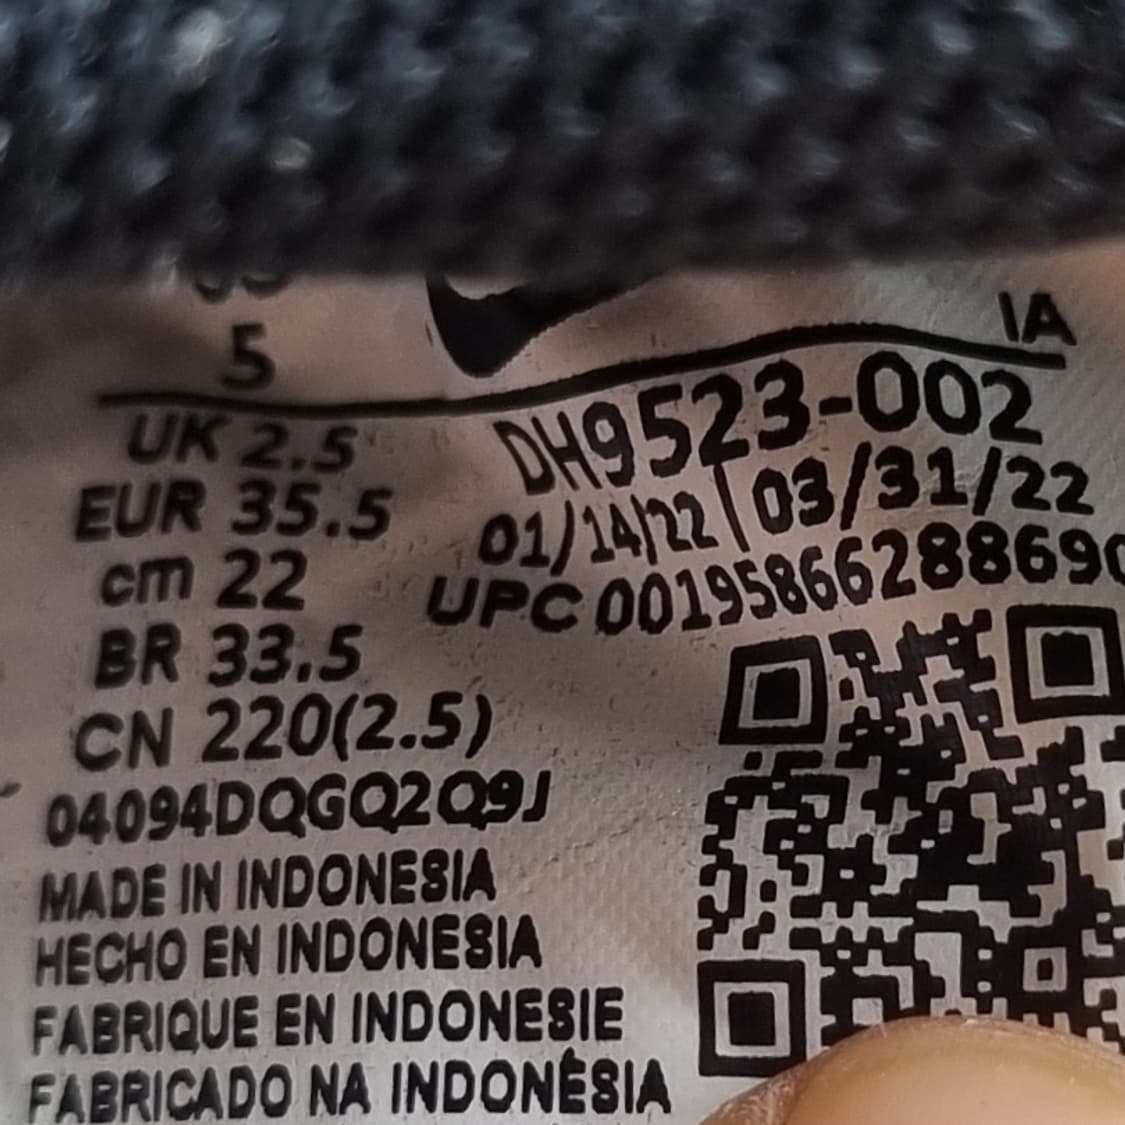 5
IA
UK 2.5
EUR 35.5
cm 22
BR 33.5
CN 220(2.5)
04094DQGQ2Q9J
MADE IN INDONESIA
HECHO EN INDONESIA
FABRIQUE EN INDONESIE
FABRICADO NA INDONÉSIA
DH9523-002
01/14/22 | 03/31/22
UPC 0019586628869